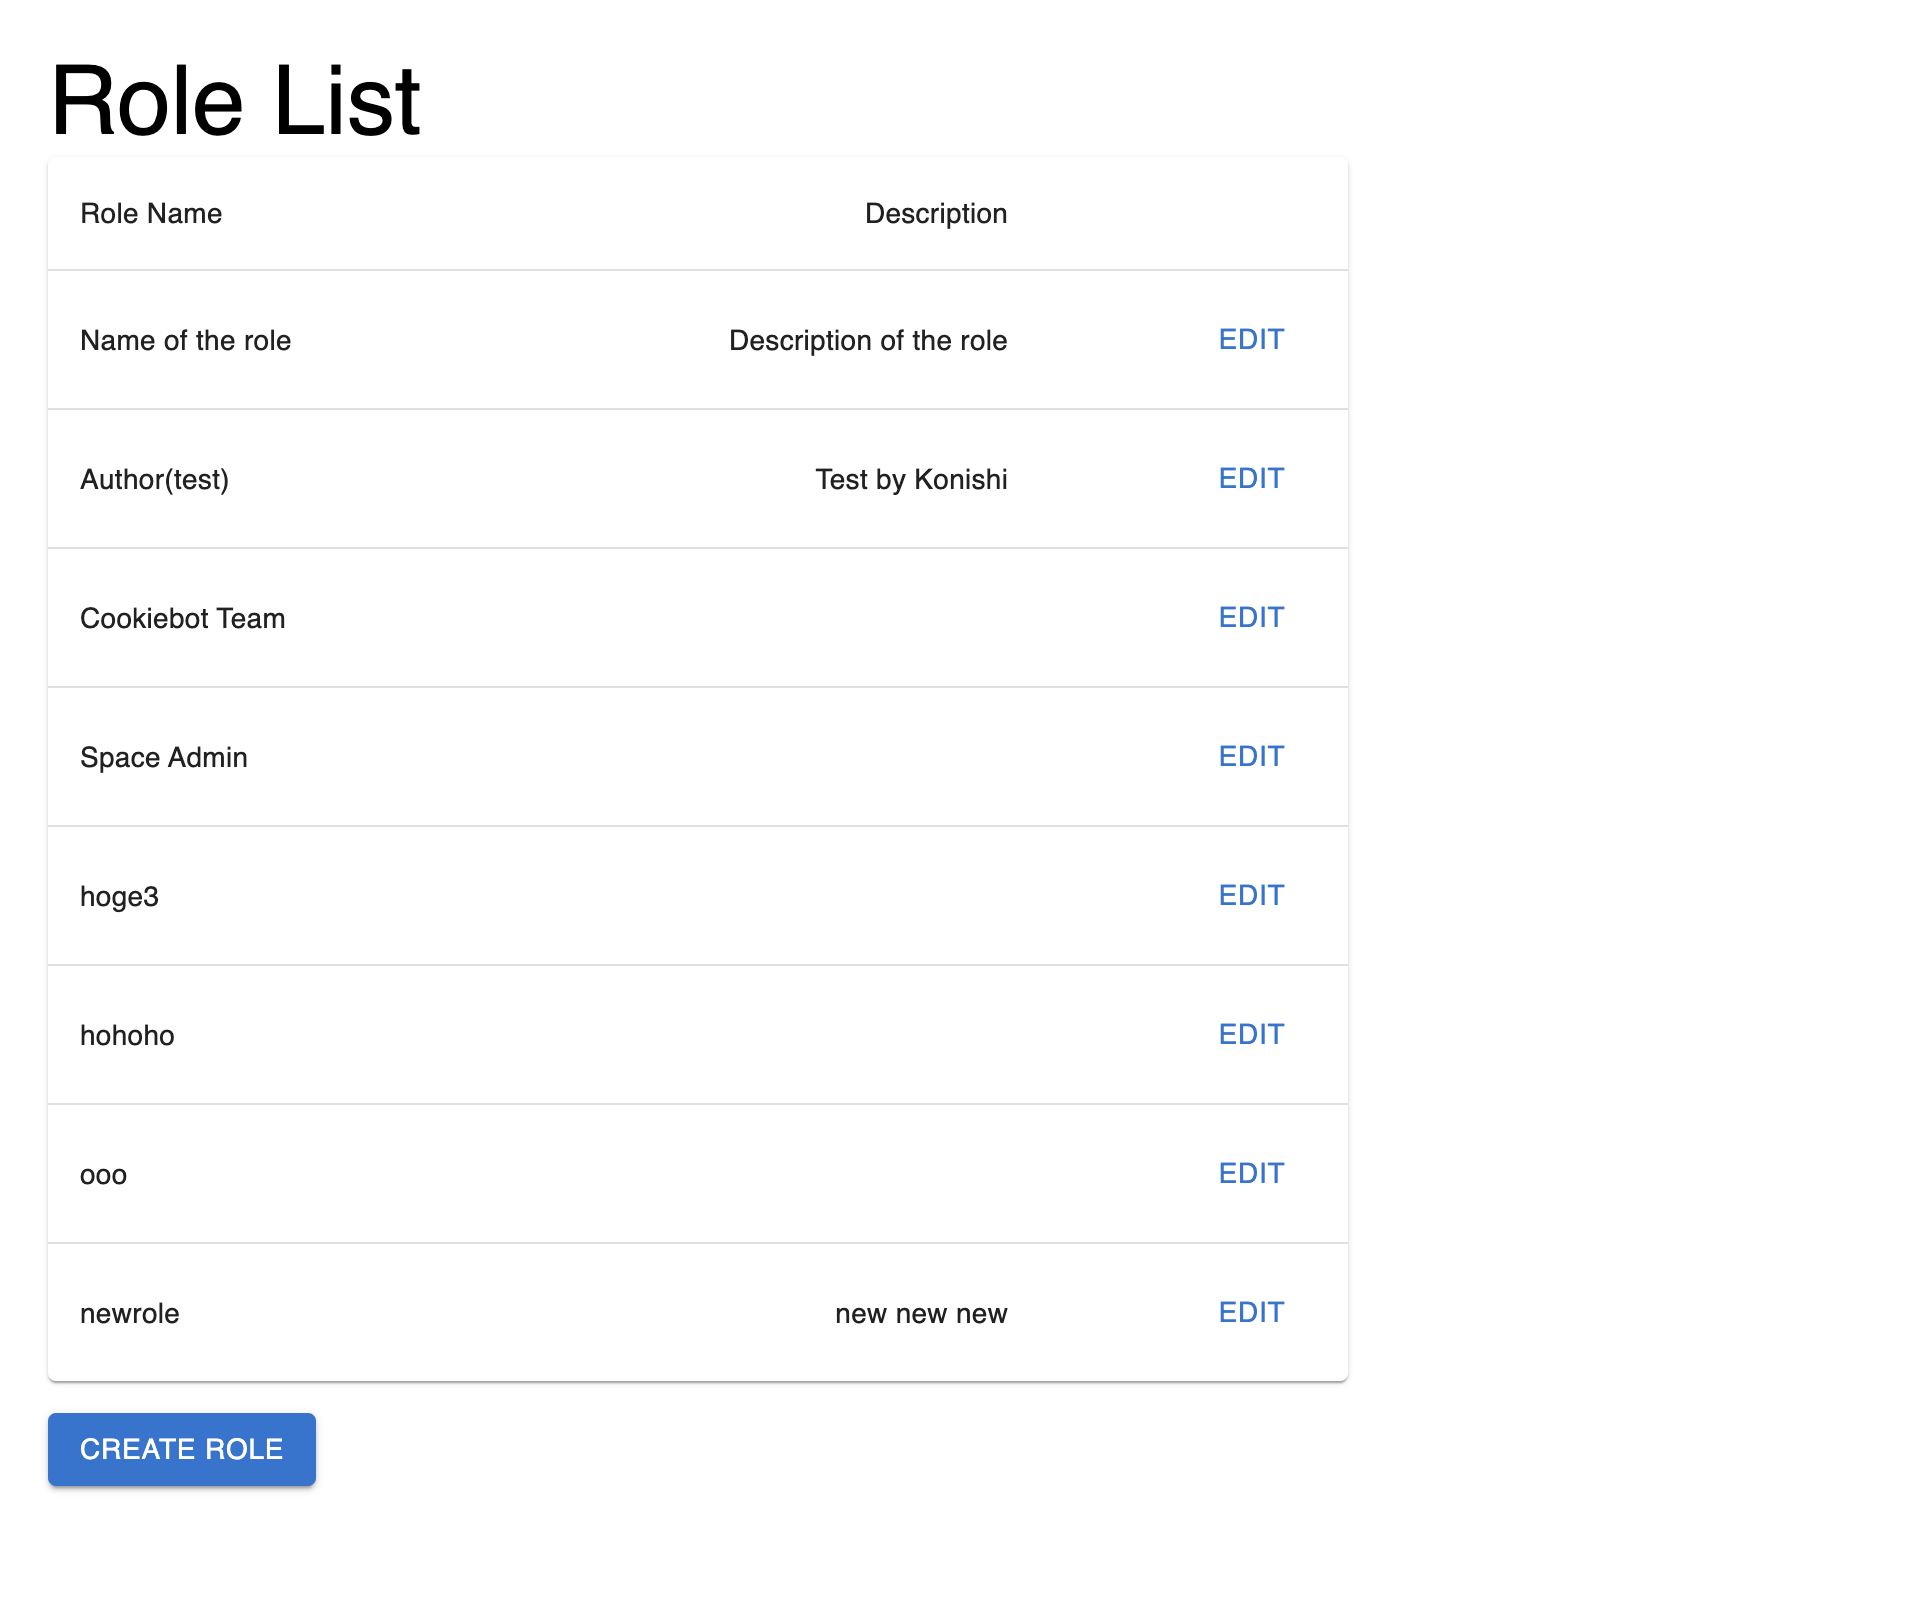 Role List
Role Name Description
Name of the role Description of the role EDIT
Author(test) Test by Konishi EDIT
Cookiebot Team EDIT
Space Admin EDIT
hoge3 EDIT
hohoho EDIT
ooo EDIT
newrole new new new EDIT
CREATE ROLE